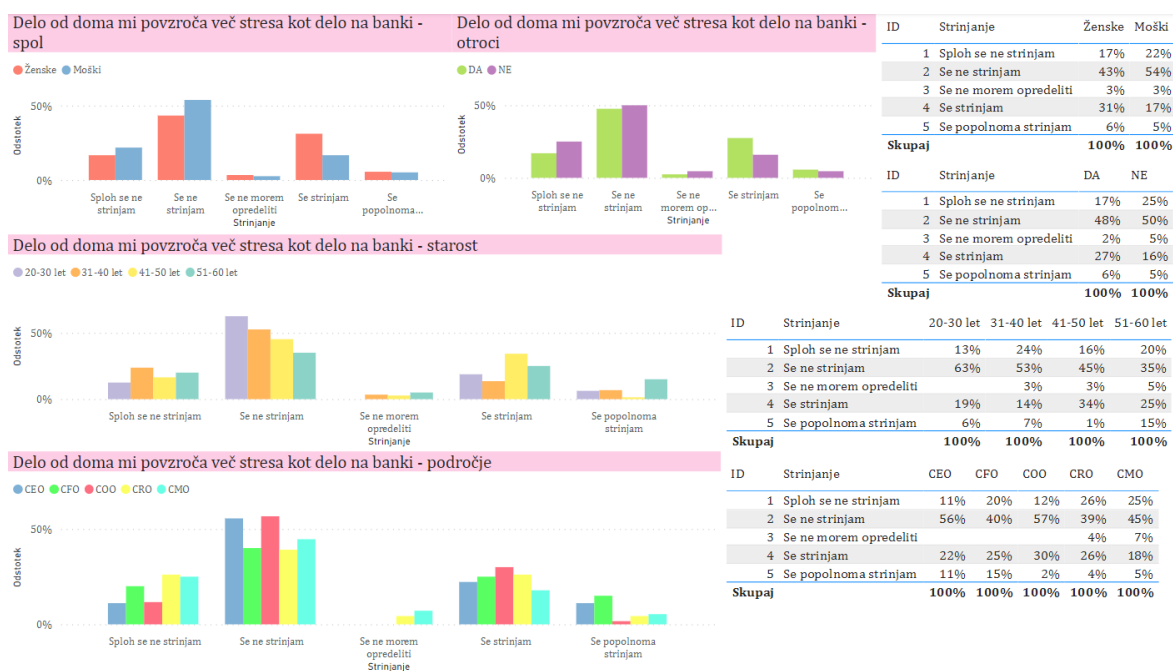 Delo od doma mi povzroča več stresa kot delo na banki -
spol
Ženske Moški
50%
0%
Odstotek
Sploh se ne
strinjam
Se ne
strinjam
Se ne morem
opredeliti
Se strinjam
Se
popolnoma...
Strinjanje
Delo od doma mi povzroča več stresa kot delo na banki -
otroci
DA NE
50%
0%
Odstotek
Sploh se ne
strinjam
Se ne
strinjam
Se ne
morem op...
Se strinjam
Se
popolnom...
Strinjanje
ID Strinjanje Ženske Moški
1 Sploh se ne strinjam 17% 22%
2 Se ne strinjam 43% 54%
3 Se ne morem opredeliti 3% 3%
4 Se strinjam 31% 17%
5 Se popolnoma strinjam 6% 5%
Skupaj 100% 100%
ID Strinjanje DA NE
1 Sploh se ne strinjam 17% 25%
2 Se ne strinjam 48% 50%
3 Se ne morem opredeliti 2% 5%
4 Se strinjam 27% 16%
5 Se popolnoma strinjam 6% 5%
Skupaj 100% 100%
Delo od doma mi povzroča več stresa kot delo na banki - starost
20-30 let 31-40 let 41-50 let 51-60 let
50%
0%
Odstotek
Sploh se ne strinjam
Se ne strinjam
Se ne morem
opredeliti
Se strinjam
Se popolnoma
strinjam
Strinjanje
ID Strinjanje 20-30 let 31-40 let 41-50 let 51-60 let
1 Sploh se ne strinjam 13% 24% 16% 20%
2 Se ne strinjam 63% 53% 45% 35%
3 Se ne morem opredeliti 3% 3% 5%
4 Se strinjam 19% 14% 34% 25%
5 Se popolnoma strinjam 6% 7% 1% 15%
Skupaj 100% 100% 100% 100%
Delo od doma mi povzroča več stresa kot delo na banki - področje
CEO CFO COO CRO CMO
50%
0%
Odstotek
Sploh se ne strinjam
Se ne strinjam
Se ne morem
opredeliti
Se strinjam
Se popolnoma
strinjam
Strinjanje
ID Strinjanje CEO CFO COO CRO CMO
1 Sploh se ne strinjam 11% 20% 12% 26% 25%
2 Se ne strinjam 56% 40% 57% 39% 45%
3 Se ne morem opredeliti 4% 7%
4 Se strinjam 22% 25% 30% 26% 18%
5 Se popolnoma strinjam 11% 15% 2% 4% 5%
Skupaj 100% 100% 100% 100% 100%